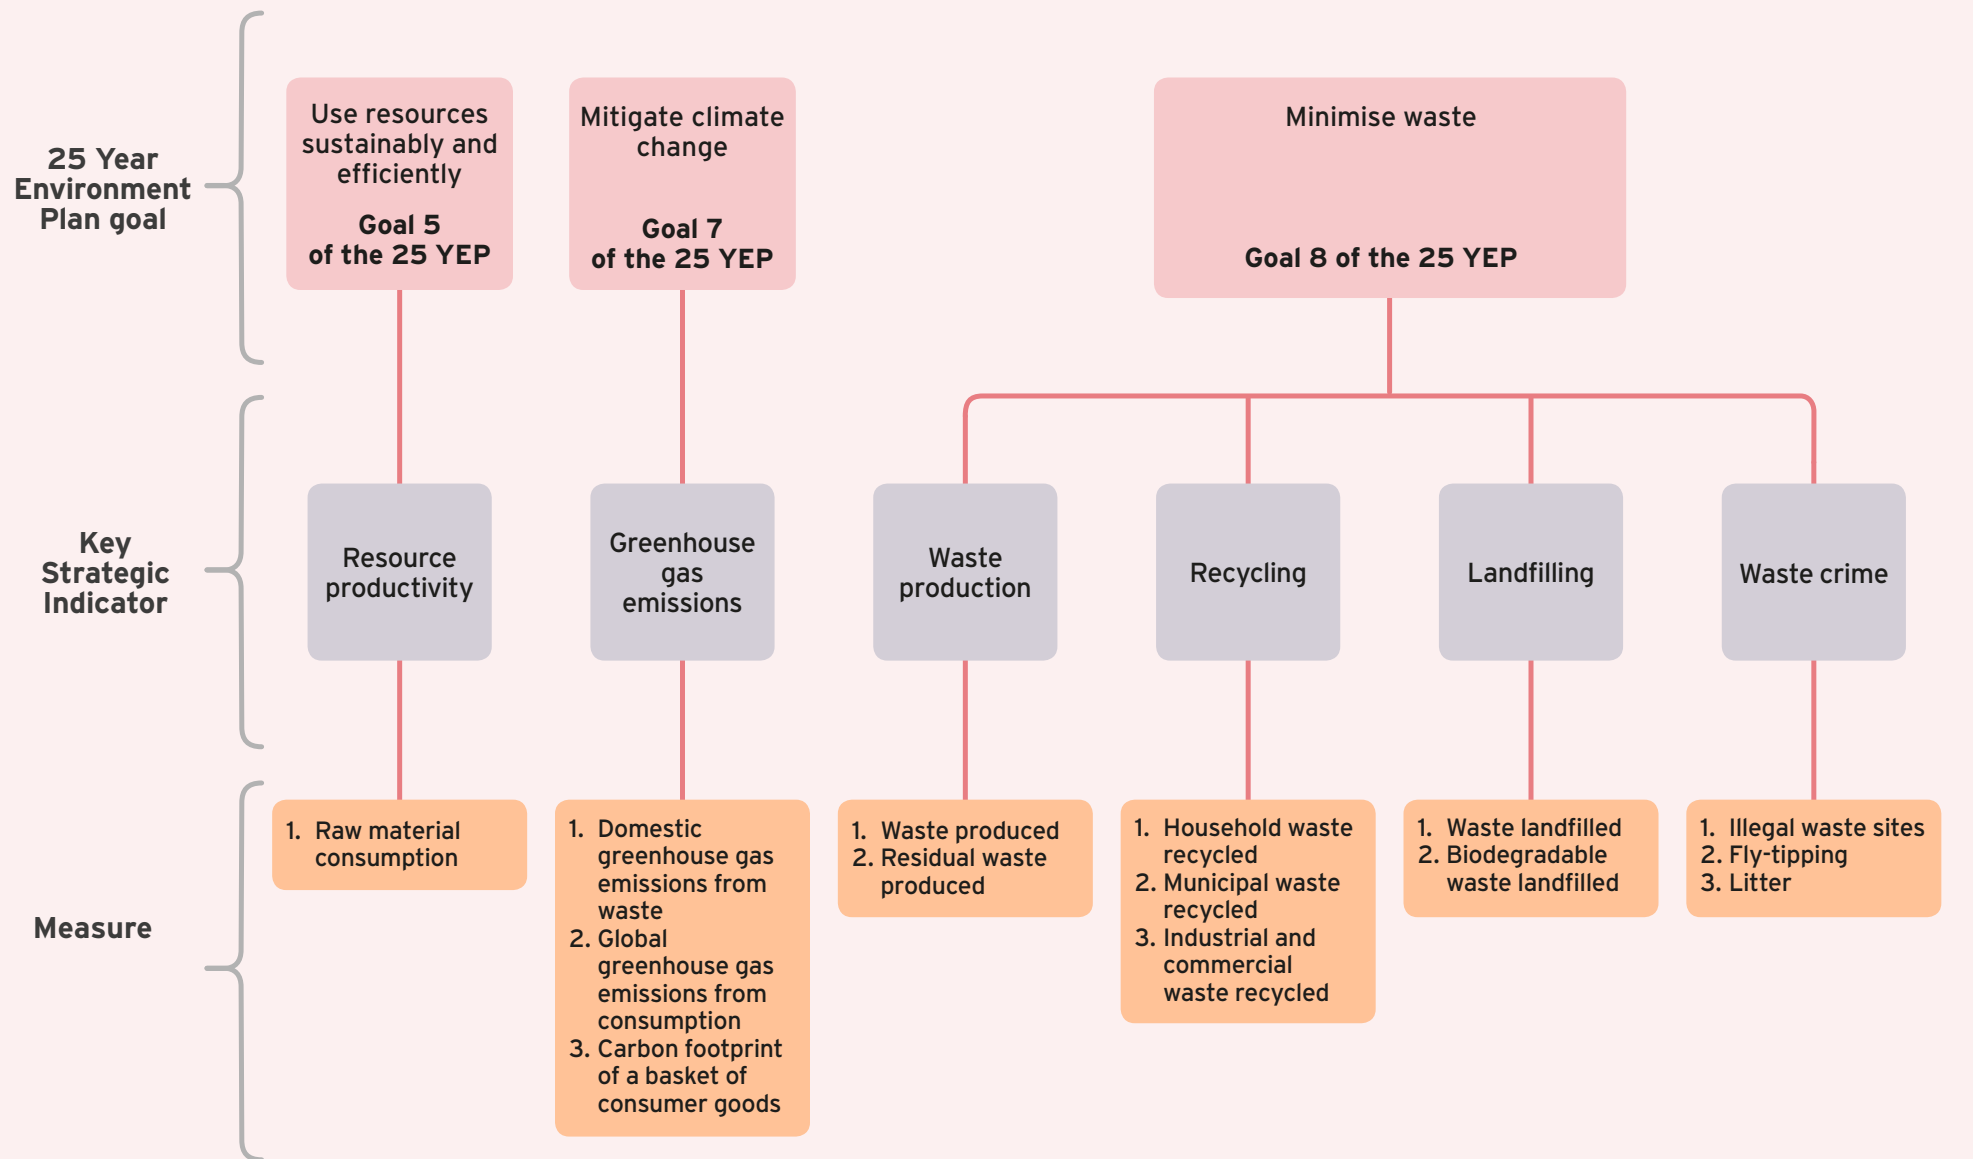 25 Year
Environment
Plan goal
Use resources
sustainably and
efficiently
Goal 5
of the 25 YEP
Mitigate climate
change
Goal 7
of the 25 YEP
Minimise waste
Goal 8 of the 25 YEP
Key
Strategic
Indicator
Resource
productivity
Greenhouse
gas
emissions
Waste
production
Recycling
Landfilling
Waste crime
Measure
1. Raw material
consumption
1. Domestic
greenhouse gas
emissions from
waste
2. Global
greenhouse gas
emissions from
consumption
3. Carbon footprint
of a basket of
consumer goods
1. Waste produced
2. Residual waste
produced
1. Household waste
recycled
2. Municipal waste
recycled
3. Industrial and
commercial
waste recycled
1. Waste landfilled
2. Biodegradable
waste landfilled
1. Illegal waste sites
2. Fly-tipping
3. Litter